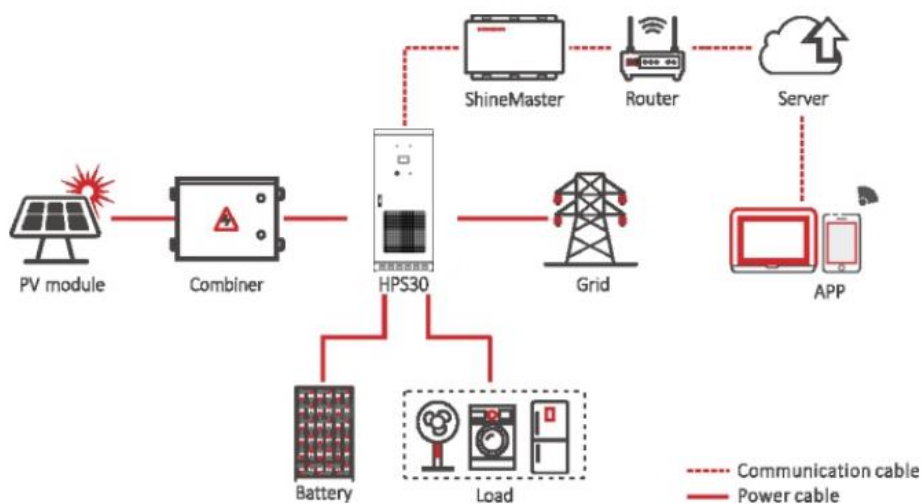 ShineMaster
Router
Server
PV module
Combiner
HPS30
Grid
APP
Battery
Load
Communication cable
Power cable